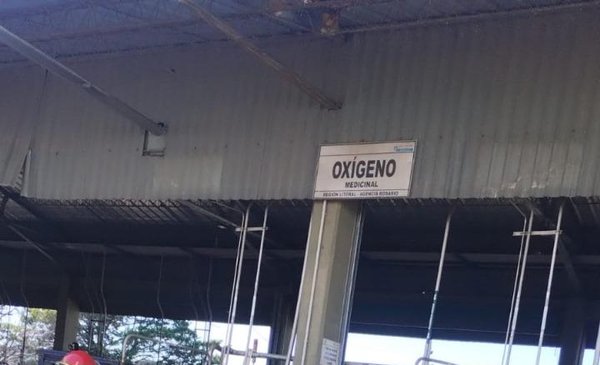 OXÍGENO
MEDICINAL
REGIÓN LITORAL - AGENCIA ROSARIO